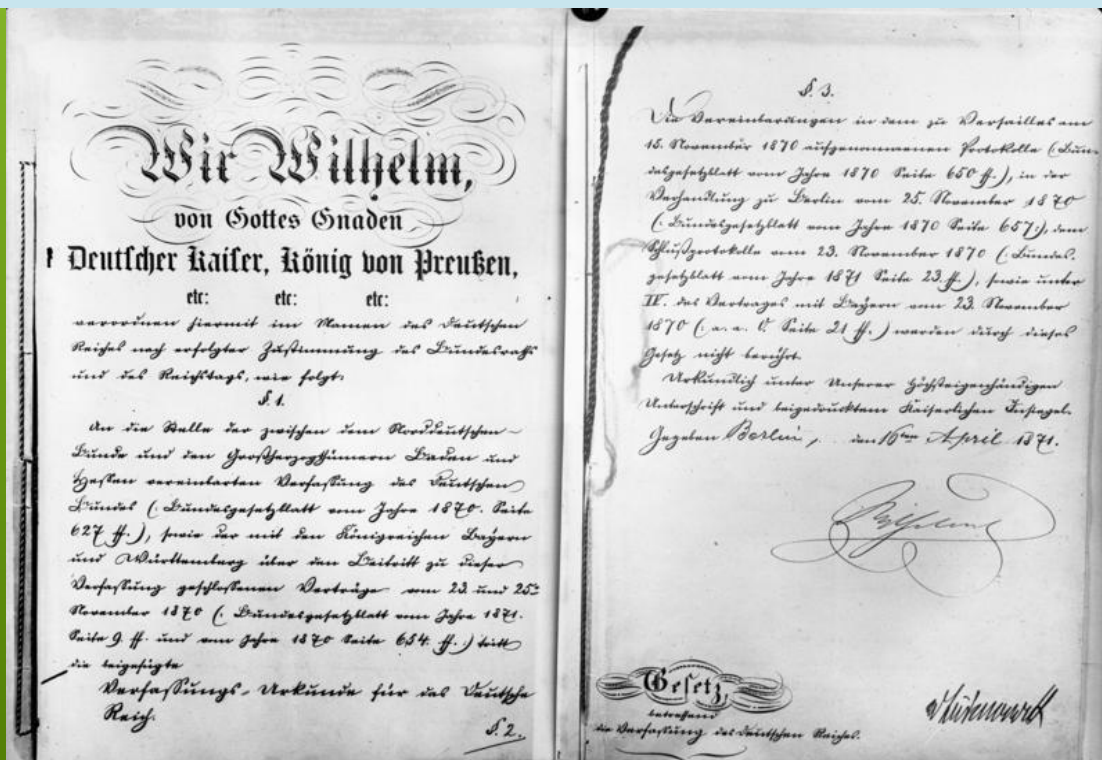 Wir Wilhelm,
von Gottes Gnaden
Deutscher Kaiser, König von Preußen,
etc: etc: etc:
verordnen hiermit im Namen des Deutschen
Reiches nach erfolgter Zustimmung des Bundesraths
und des Reichstags, wie folgt:
§. 1.
An die Stelle der zwischen dem Norddeutschen
Bunde und den Großherzogthümern Baden und
Hessen vereinbarten Verfassung des Deutschen
Bundes (: Bundesgesetzblatt vom Jahre 1870. Seite
627 ff:), sowie der mit den Königreichen Bayern
und Württemberg über den Beitritt zu dieser
Verfassung geschlossenen Verträge vom 23. und 25.
November 1870 (: Bundesgesetzblatt vom Jahre 1871.
Seite 9. ff. und vom Jahre 1870 Seite 654. ff.:) tritt
die beigefügte
Verfassungs-Urkunde für das Deutsche
Reich.
§. 2.
§. 3.
Die Vereinbarungen in dem zu Versailles am
15. November 1870 aufgenommenen Protokolle (: Bun-
desgesetzblatt vom Jahre 1870 Seite 650 ff:), in der
Verhandlung zu Berlin vom 25. November 1870
(: Bundesgesetzblatt vom Jahre 1870 Seite 657:), dem
Schlußprotokolle vom 23. November 1870 (: Bundes-
gesetzblatt vom Jahre 1871 Seite 23. ff:), sowie unter
IV. des Vertrages mit Bayern vom 23. November
1870 (: a. a. O Seite 21 ff.:) werden durch dieses
Gesetz nicht berührt.
Urkundlich unter Unserer Höchsteigenhändigen
Unterschrift und beigedrucktem Kaiserlichen Insiegel.
Gegeben Berlin, den 16ten April 1871.
Wilhelm
Gesetz,
betreffend
die Verfassung des Deutschen Reiches.